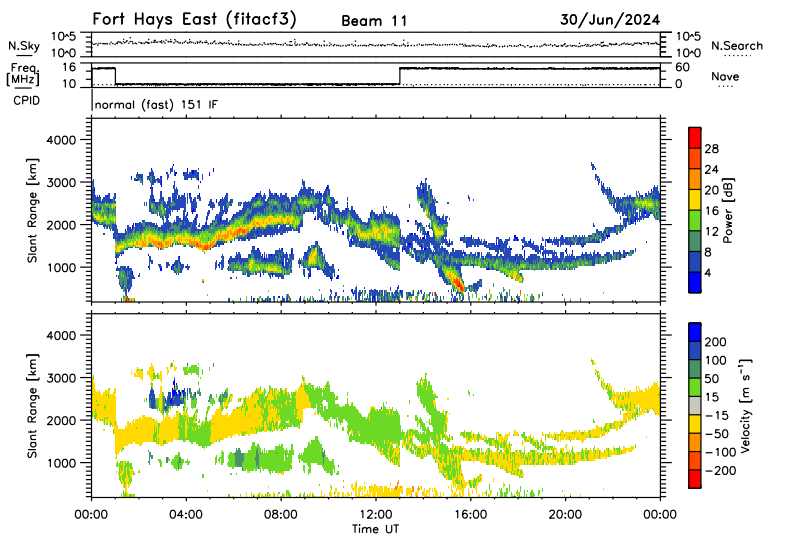 Fort Hays East (fitacf3) Beam 11 30/Jun/2024
N.Sky 10^5 10^0 10^5 10^0 N.Search
Freq. [MHz] 16 10 60 0 Nave
CPID normal (fast) 151 IF
Slant Range [km] 4000 3000 2000 1000
Power [dB] 28 24 20 16 12 8 4
Slant Range [km] 4000 3000 2000 1000
Velocity [m s⁻¹] 200 100 50 15 −15 −50 −100 −200
00:00 04:00 08:00 12:00 16:00 20:00 00:00
Time UT